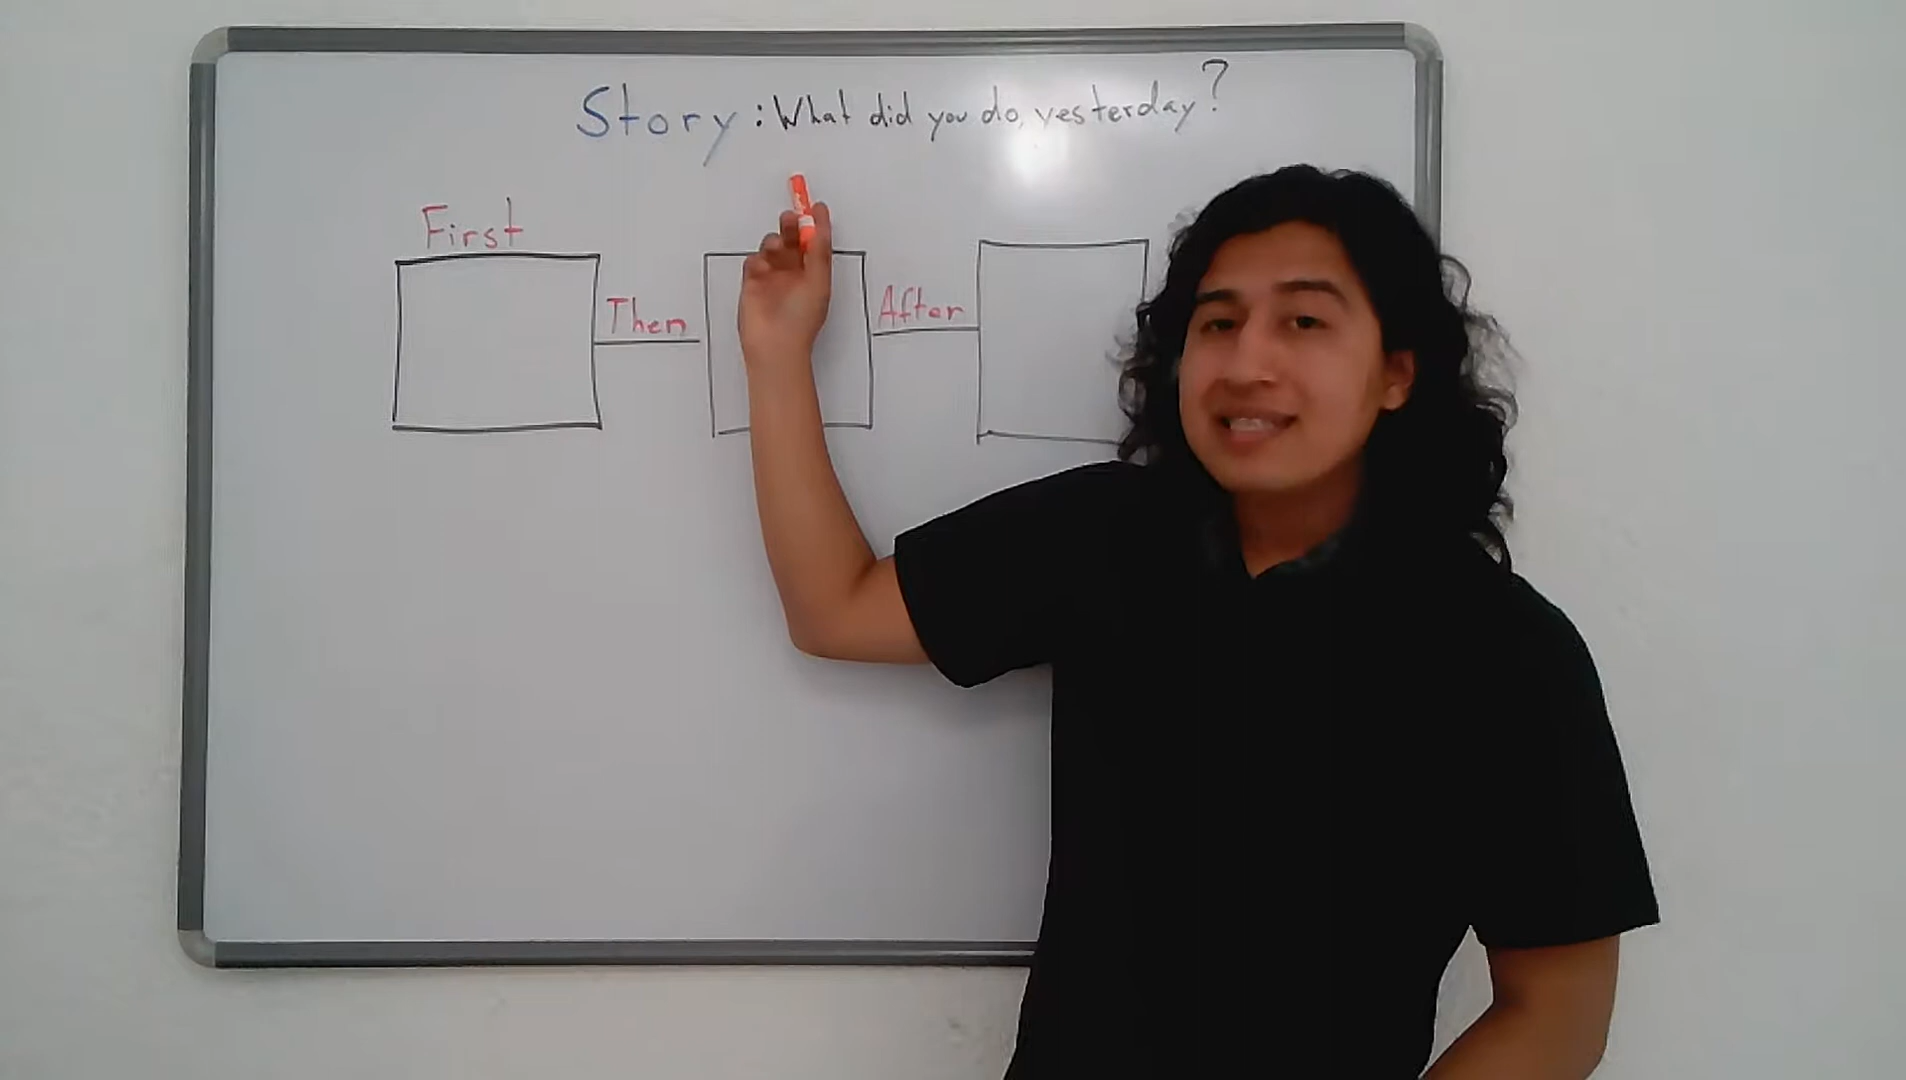 Story: What did you do, yesterday?
First
Then
After